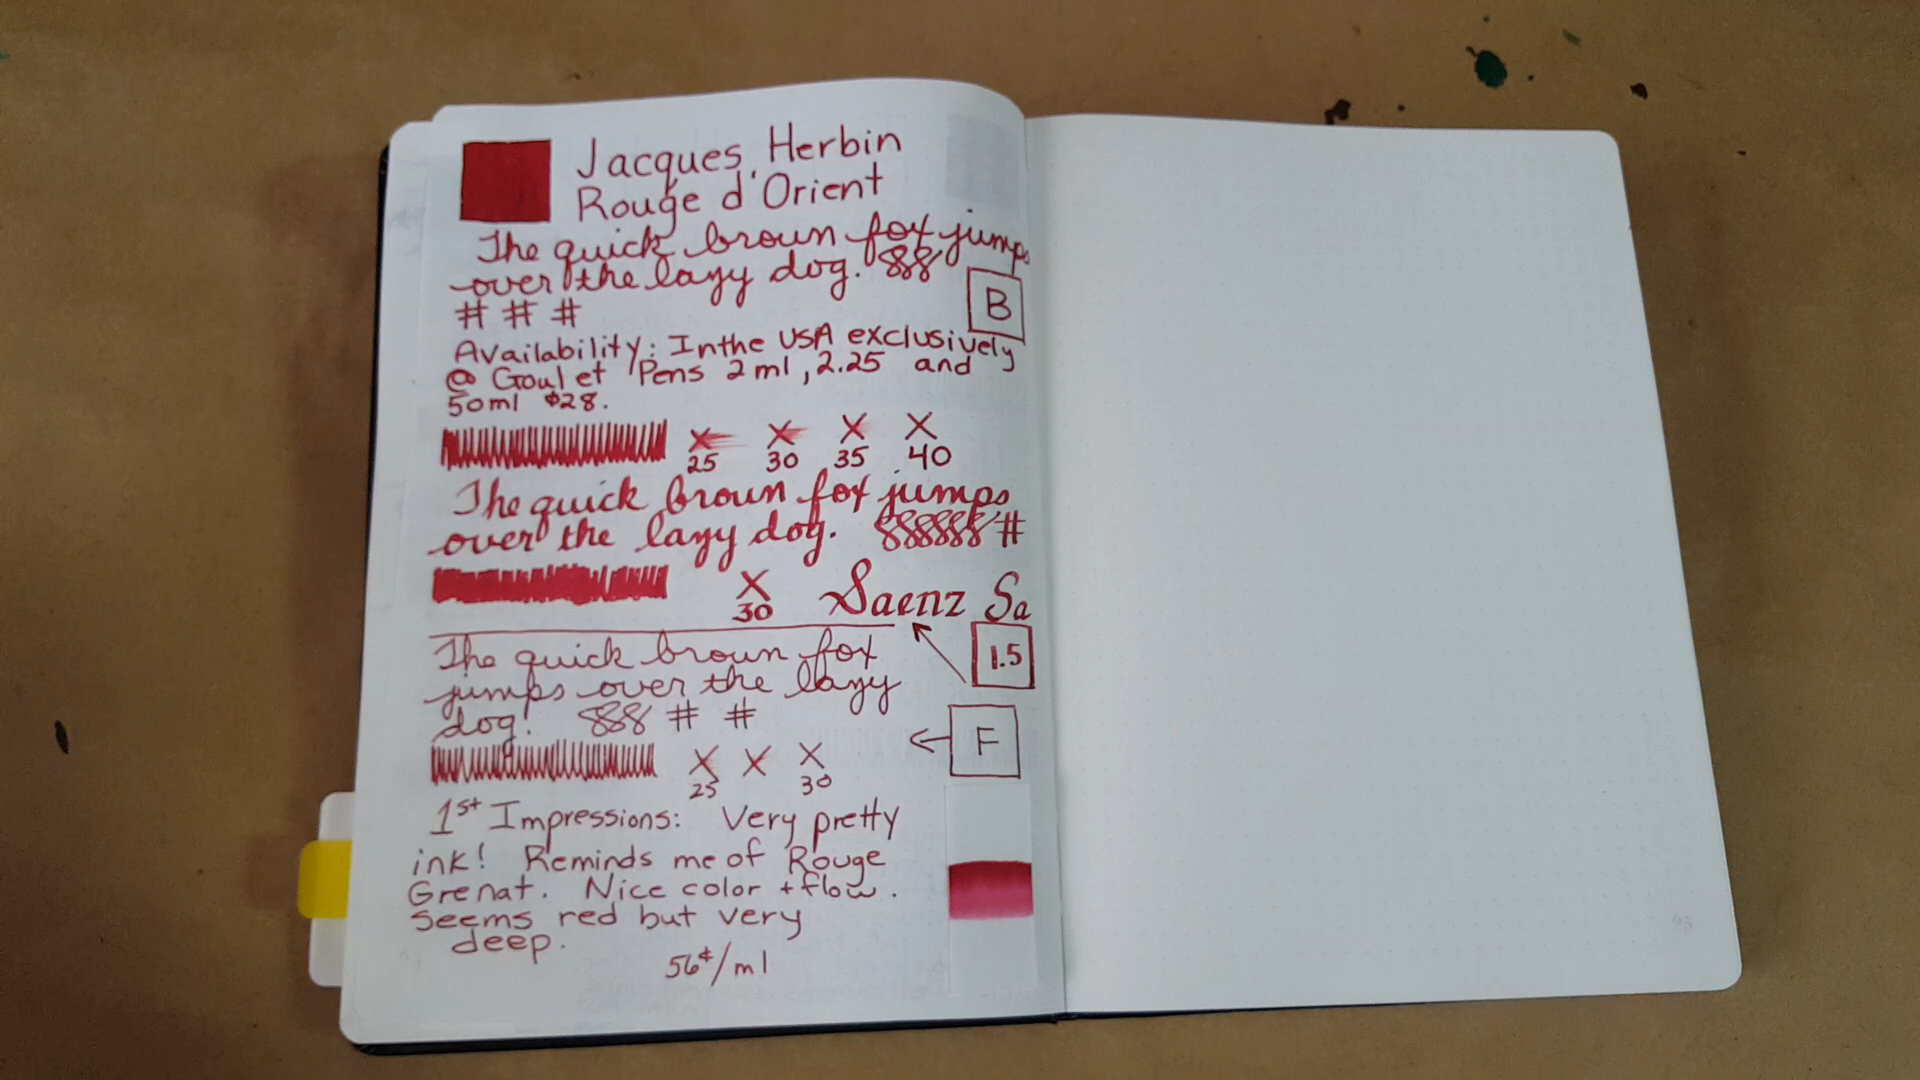 Jacques Herbin
Rouge d'Orient
The quick brown fox jumps
over the lazy dog. 888
# # #
B
Availability: Inthe USA exclusively
@ Goulet Pens 2ml, 2.25 and
50ml $28.
X X X X
25 30 35 40
The quick brown fox jumps
over the lazy dog. 888888 #
X
30
Saenz Sa
1.5
The quick brown fox
jumps over the lazy
dog! 888 # #
F
X X X
25 30
1st Impressions: Very pretty
ink! Reminds me of Rouge
Grenat. Nice color + flow.
Seems red but very
deep.
56¢/ml
93